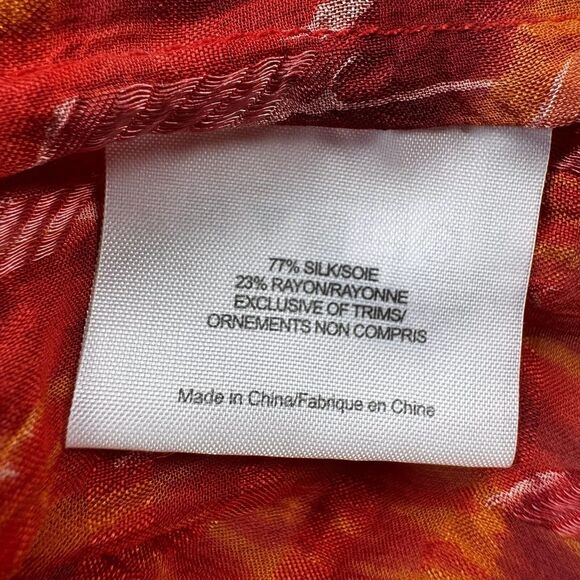 77% SILK/SOIE
23% RAYON/RAYONNE
EXCLUSIVE OF TRIMS/
ORNEMENTS NON COMPRIS
Made in China/Fabrique en Chine